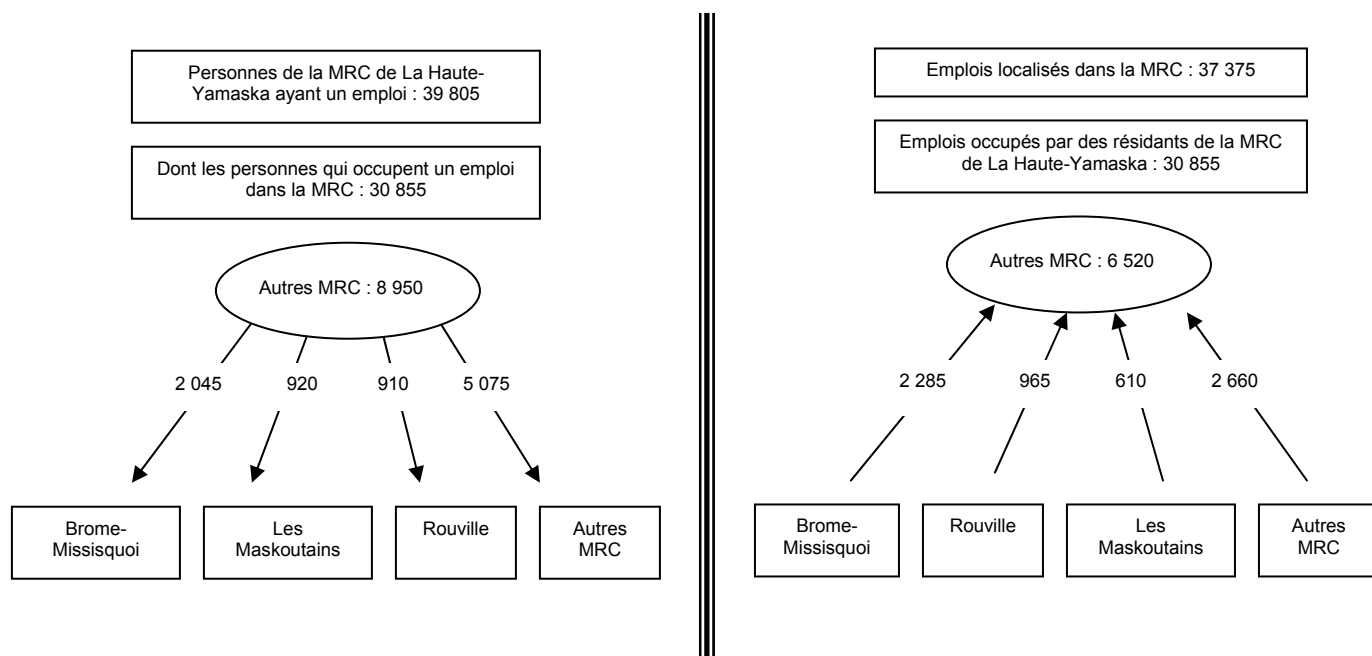 Personnes de la MRC de La Haute-
Yamaska ayant un emploi : 39 805
Dont les personnes qui occupent un emploi
dans la MRC : 30 855
Autres MRC : 8 950
2 045
920
910
5 075
Brome-
Missisquoi
Les
Maskoutains
Rouville
Autres
MRC
Emplois localisés dans la MRC : 37 375
Emplois occupés par des résidants de la MRC
de La Haute-Yamaska : 30 855
Autres MRC : 6 520
2 285
965
610
2 660
Brome-
Missisquoi
Rouville
Les
Maskoutains
Autres
MRC